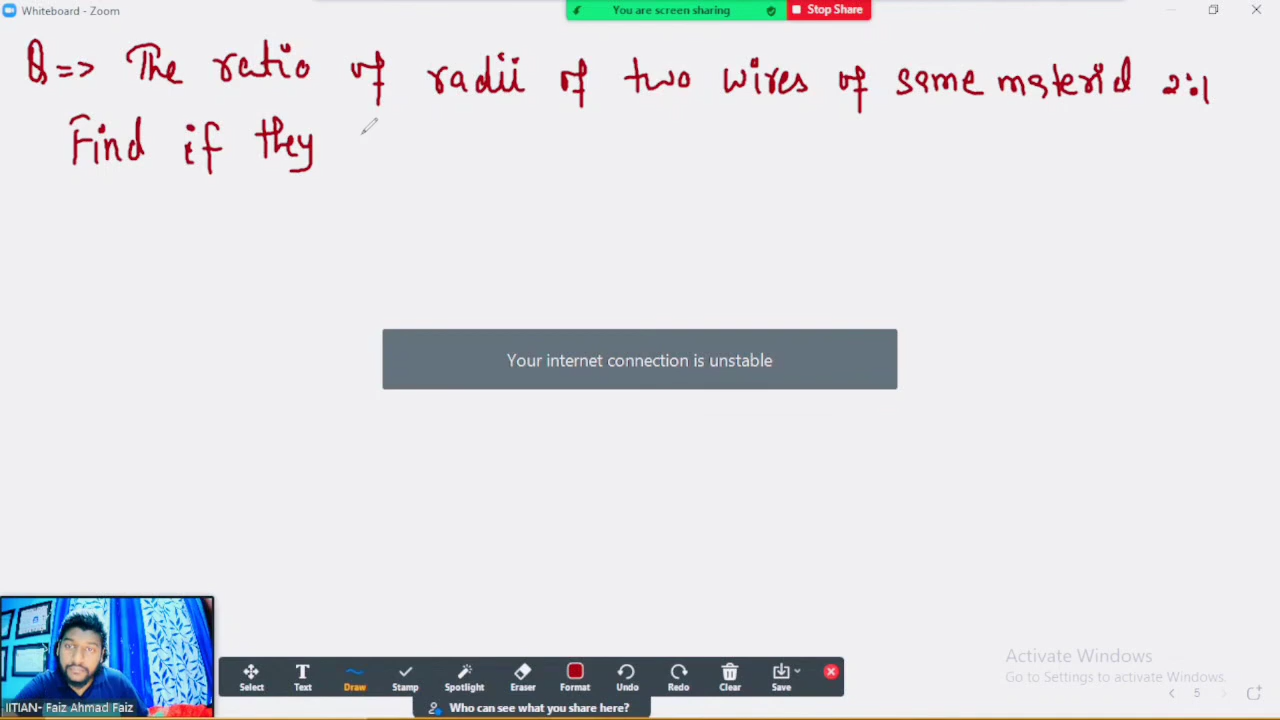 Whiteboard - Zoom
You are screen sharing
Stop Share
Q=> The ratio of radii of two wires of same material 2:1
Find if they
Your internet connection is unstable
IITIAN- Faiz Ahmad Faiz
Select Text Draw Stamp Spotlight Eraser Format Undo Redo Clear Save
Who can see what you share here?
Activate Windows
Go to Settings to activate Windows.
5